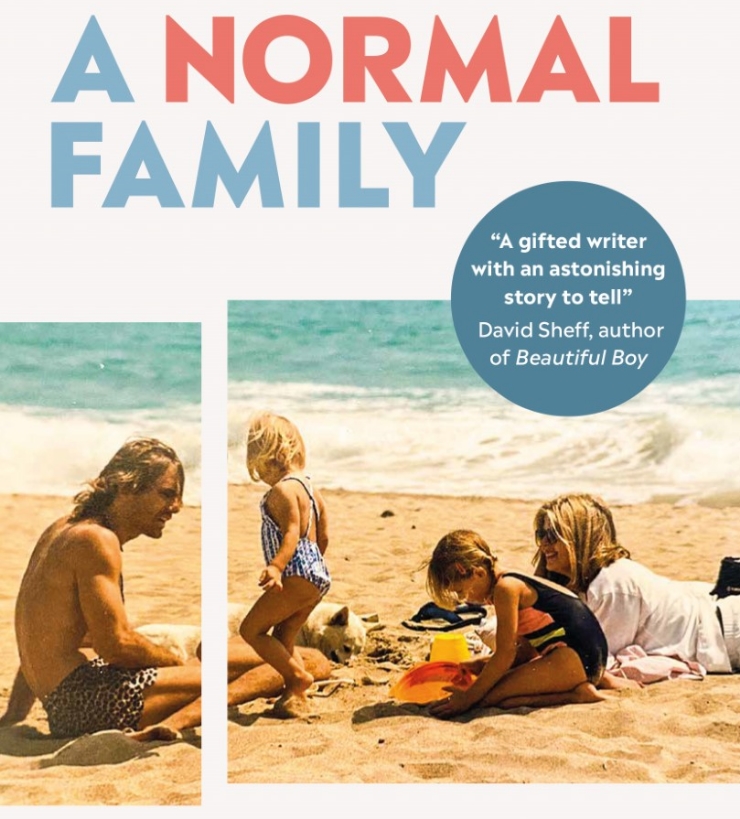 A NORMAL
FAMILY
“A gifted writer
with an astonishing
story to tell”
David Sheff, author
of Beautiful Boy